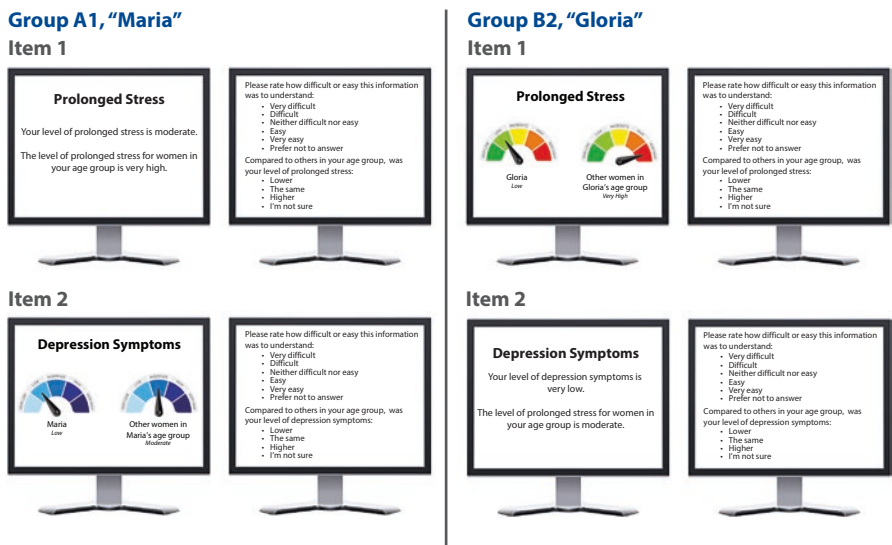 Group A1, “Maria”
Item 1
Prolonged Stress
Your level of prolonged stress is moderate.
The level of prolonged stress for women in
your age group is very high.
Please rate how difficult or easy this information
was to understand:
• Very difficult
• Difficult
• Neither difficult nor easy
• Easy
• Very easy
• Prefer not to answer
Compared to others in your age group, was
your level of prolonged stress:
• Lower
• The same
• Higher
• I'm not sure
Item 2
Depression Symptoms
Maria
Low
Other women in
Maria's age group
Moderate
Please rate how difficult or easy this information
was to understand:
• Very difficult
• Difficult
• Neither difficult nor easy
• Easy
• Very easy
• Prefer not to answer
Compared to others in your age group, was
your level of depression symptoms:
• Lower
• The same
• Higher
• I'm not sure
Group B2, “Gloria”
Item 1
Prolonged Stress
Gloria
Low
Other women in
Gloria's age group
Very High
Please rate how difficult or easy this information
was to understand:
• Very difficult
• Difficult
• Neither difficult nor easy
• Easy
• Very easy
• Prefer not to answer
Compared to others in your age group, was
your level of prolonged stress:
• Lower
• The same
• Higher
• I'm not sure
Item 2
Depression Symptoms
Your level of depression symptoms is
very low.
The level of prolonged stress for women in
your age group is moderate.
Please rate how difficult or easy this information
was to understand:
• Very difficult
• Difficult
• Neither difficult nor easy
• Easy
• Very easy
• Prefer not to answer
Compared to others in your age group, was
your level of depression symptoms:
• Lower
• The same
• Higher
• I'm not sure